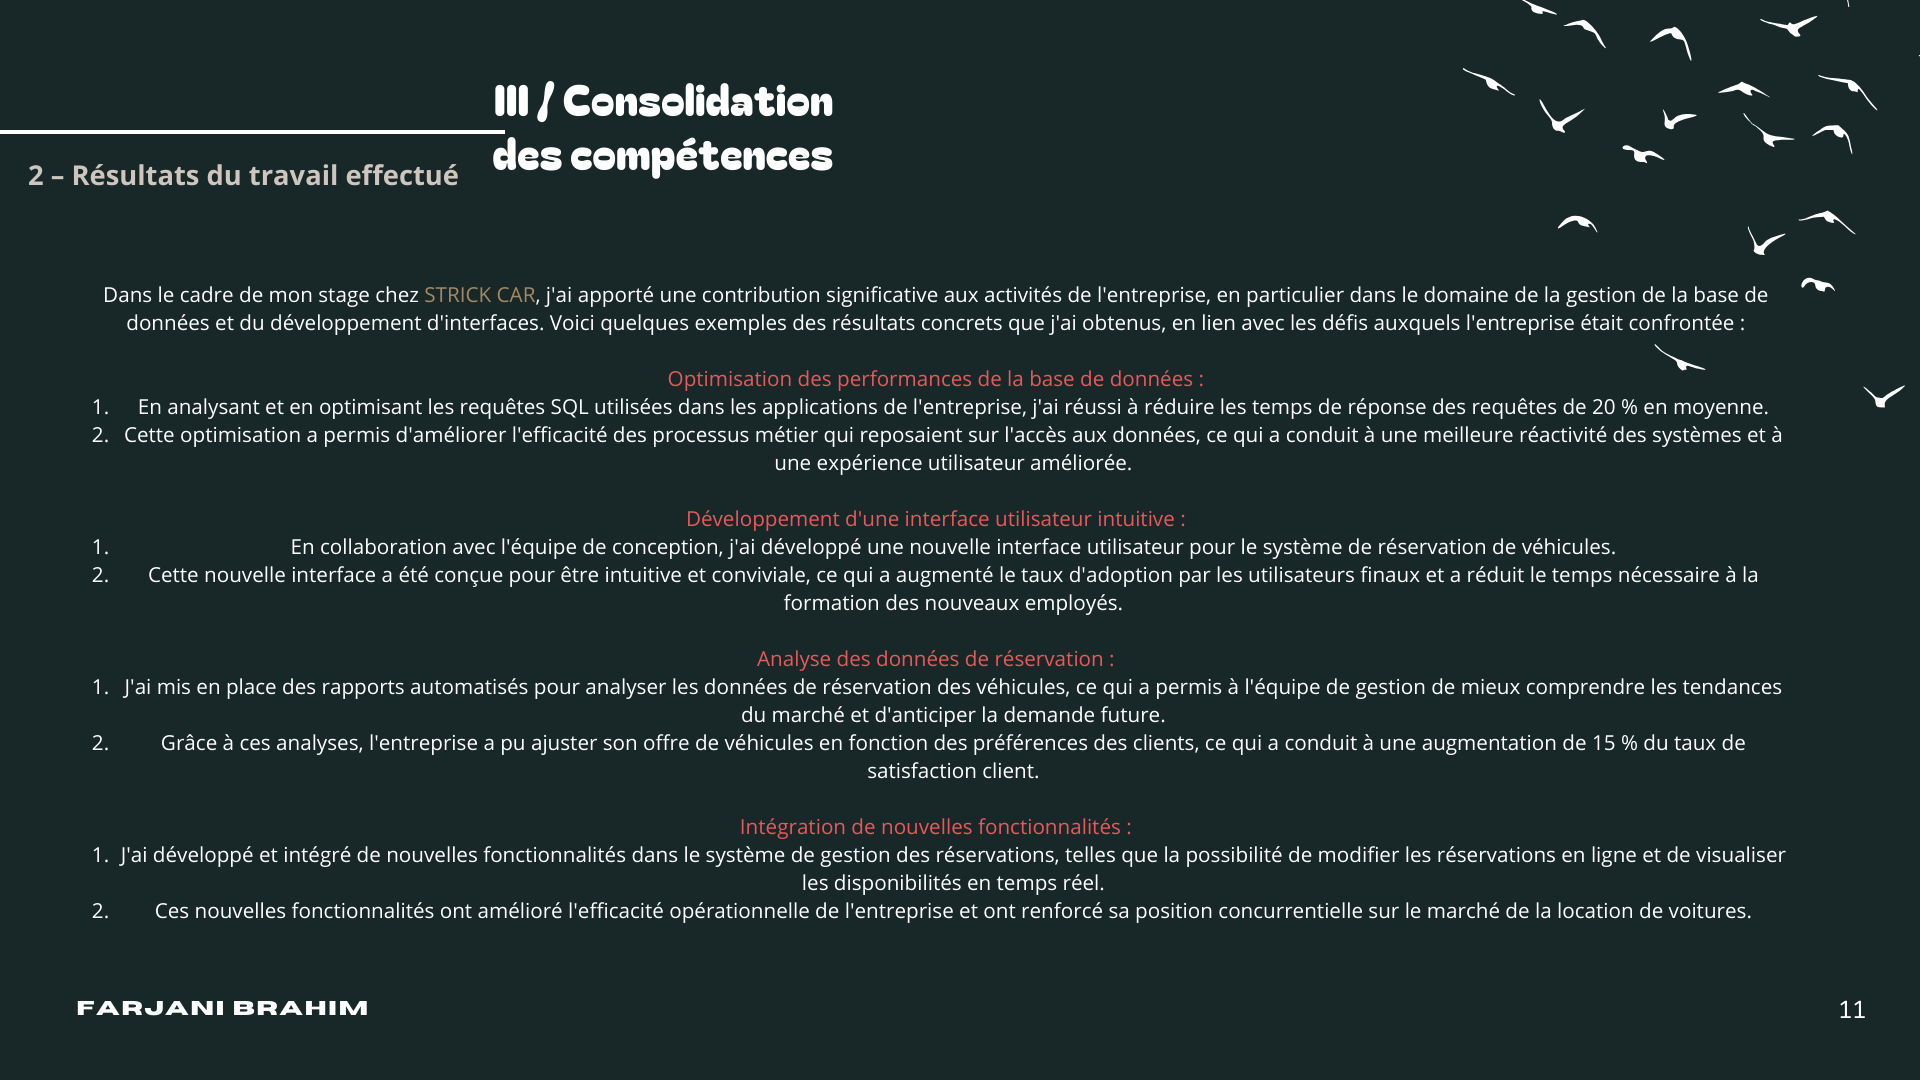 III / Consolidation
des compétences
2 – Résultats du travail effectué
Dans le cadre de mon stage chez STRICK CAR, j'ai apporté une contribution significative aux activités de l'entreprise, en particulier dans le domaine de la gestion de la base de
données et du développement d'interfaces. Voici quelques exemples des résultats concrets que j'ai obtenus, en lien avec les défis auxquels l'entreprise était confrontée :
Optimisation des performances de la base de données :
1. En analysant et en optimisant les requêtes SQL utilisées dans les applications de l'entreprise, j'ai réussi à réduire les temps de réponse des requêtes de 20 % en moyenne.
2. Cette optimisation a permis d'améliorer l'efficacité des processus métier qui reposaient sur l'accès aux données, ce qui a conduit à une meilleure réactivité des systèmes et à
une expérience utilisateur améliorée.
Développement d'une interface utilisateur intuitive :
1. En collaboration avec l'équipe de conception, j'ai développé une nouvelle interface utilisateur pour le système de réservation de véhicules.
2. Cette nouvelle interface a été conçue pour être intuitive et conviviale, ce qui a augmenté le taux d'adoption par les utilisateurs finaux et a réduit le temps nécessaire à la
formation des nouveaux employés.
Analyse des données de réservation :
1. J'ai mis en place des rapports automatisés pour analyser les données de réservation des véhicules, ce qui a permis à l'équipe de gestion de mieux comprendre les tendances
du marché et d'anticiper la demande future.
2. Grâce à ces analyses, l'entreprise a pu ajuster son offre de véhicules en fonction des préférences des clients, ce qui a conduit à une augmentation de 15 % du taux de
satisfaction client.
Intégration de nouvelles fonctionnalités :
1. J'ai développé et intégré de nouvelles fonctionnalités dans le système de gestion des réservations, telles que la possibilité de modifier les réservations en ligne et de visualiser
les disponibilités en temps réel.
2. Ces nouvelles fonctionnalités ont amélioré l'efficacité opérationnelle de l'entreprise et ont renforcé sa position concurrentielle sur le marché de la location de voitures.
FARJANI BRAHIM
11